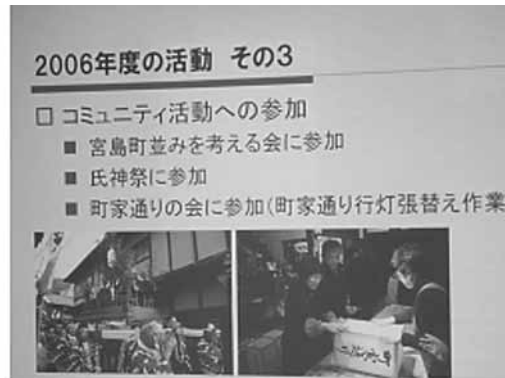 2006年度の活動 その3
□ コミュニティ活動への参加
■ 宮島町並みを考える会に参加
■ 氏神祭に参加
■ 町家通りの会に参加(町家通り行灯張替え作業